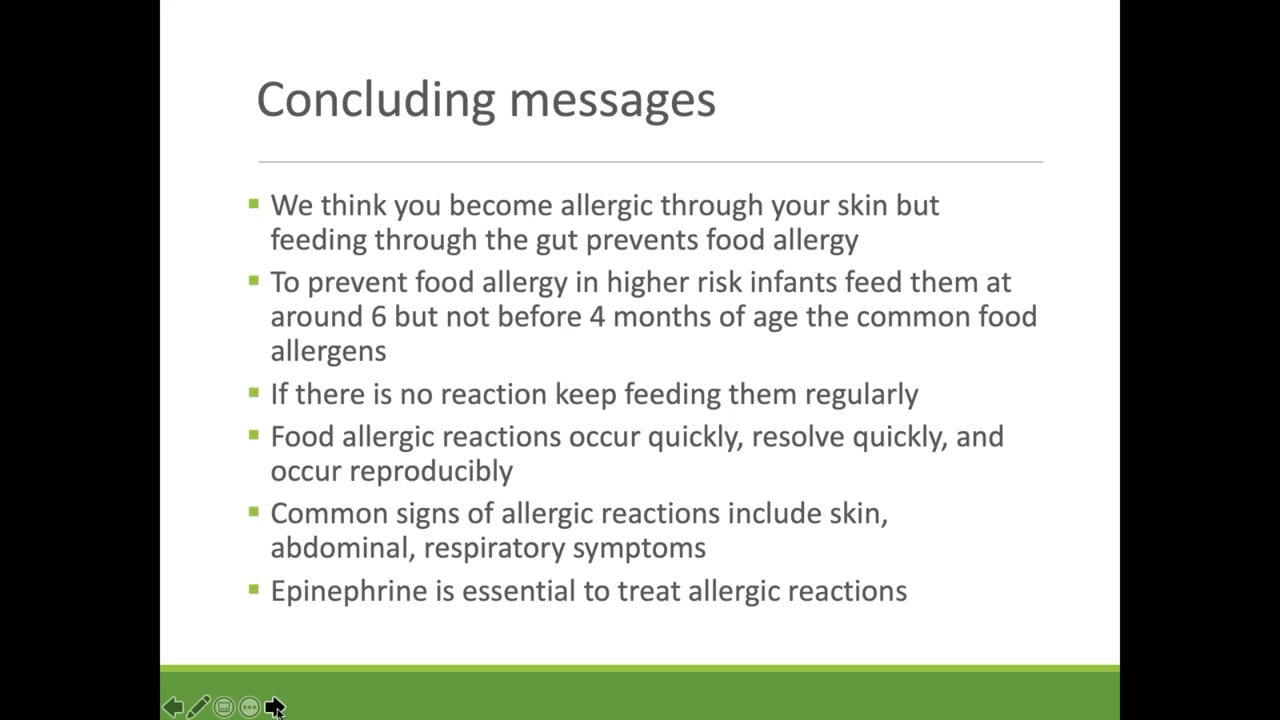 Concluding messages
We think you become allergic through your skin but
feeding through the gut prevents food allergy
To prevent food allergy in higher risk infants feed them at
around 6 but not before 4 months of age the common food
allergens
If there is no reaction keep feeding them regularly
Food allergic reactions occur quickly, resolve quickly, and
occur reproducibly
Common signs of allergic reactions include skin,
abdominal, respiratory symptoms
Epinephrine is essential to treat allergic reactions